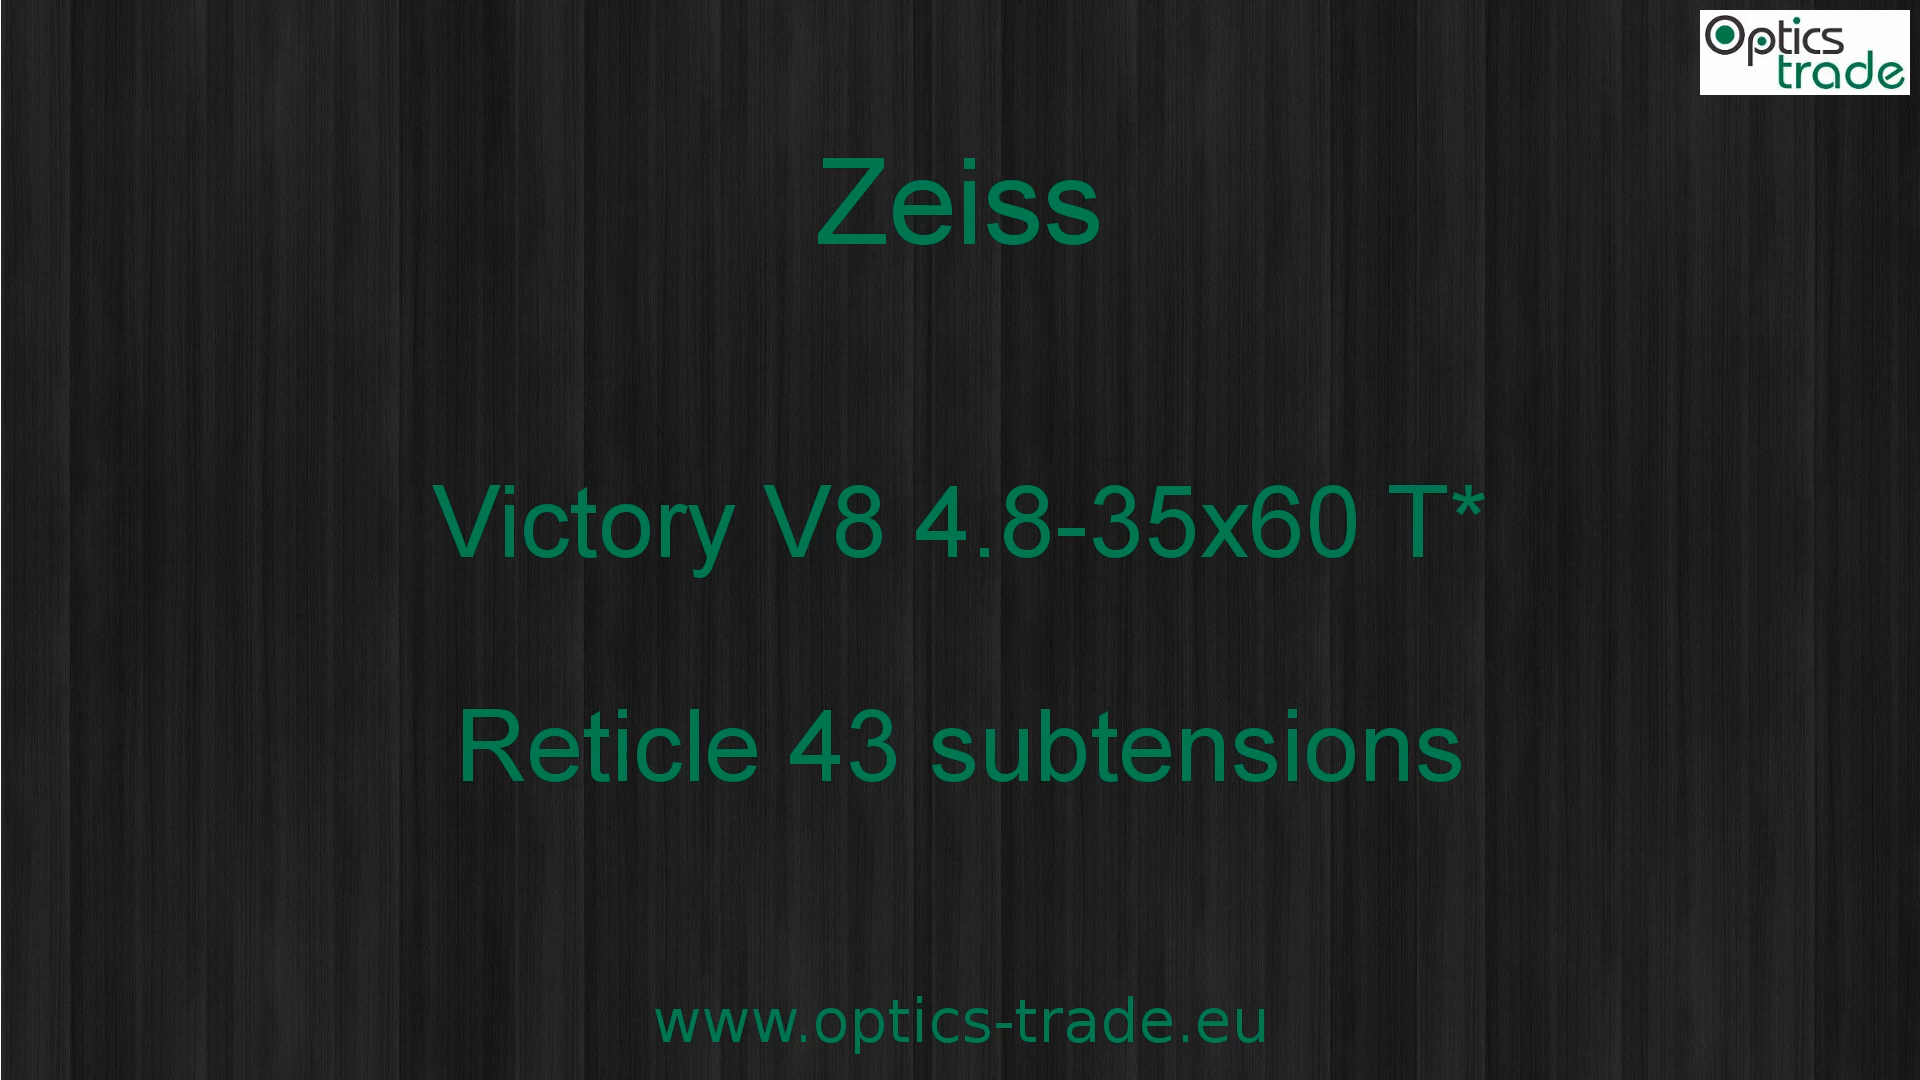 Optics
trade
Zeiss
Victory V8 4.8-35x60 T*
Reticle 43 subtensions
www.optics-trade.eu